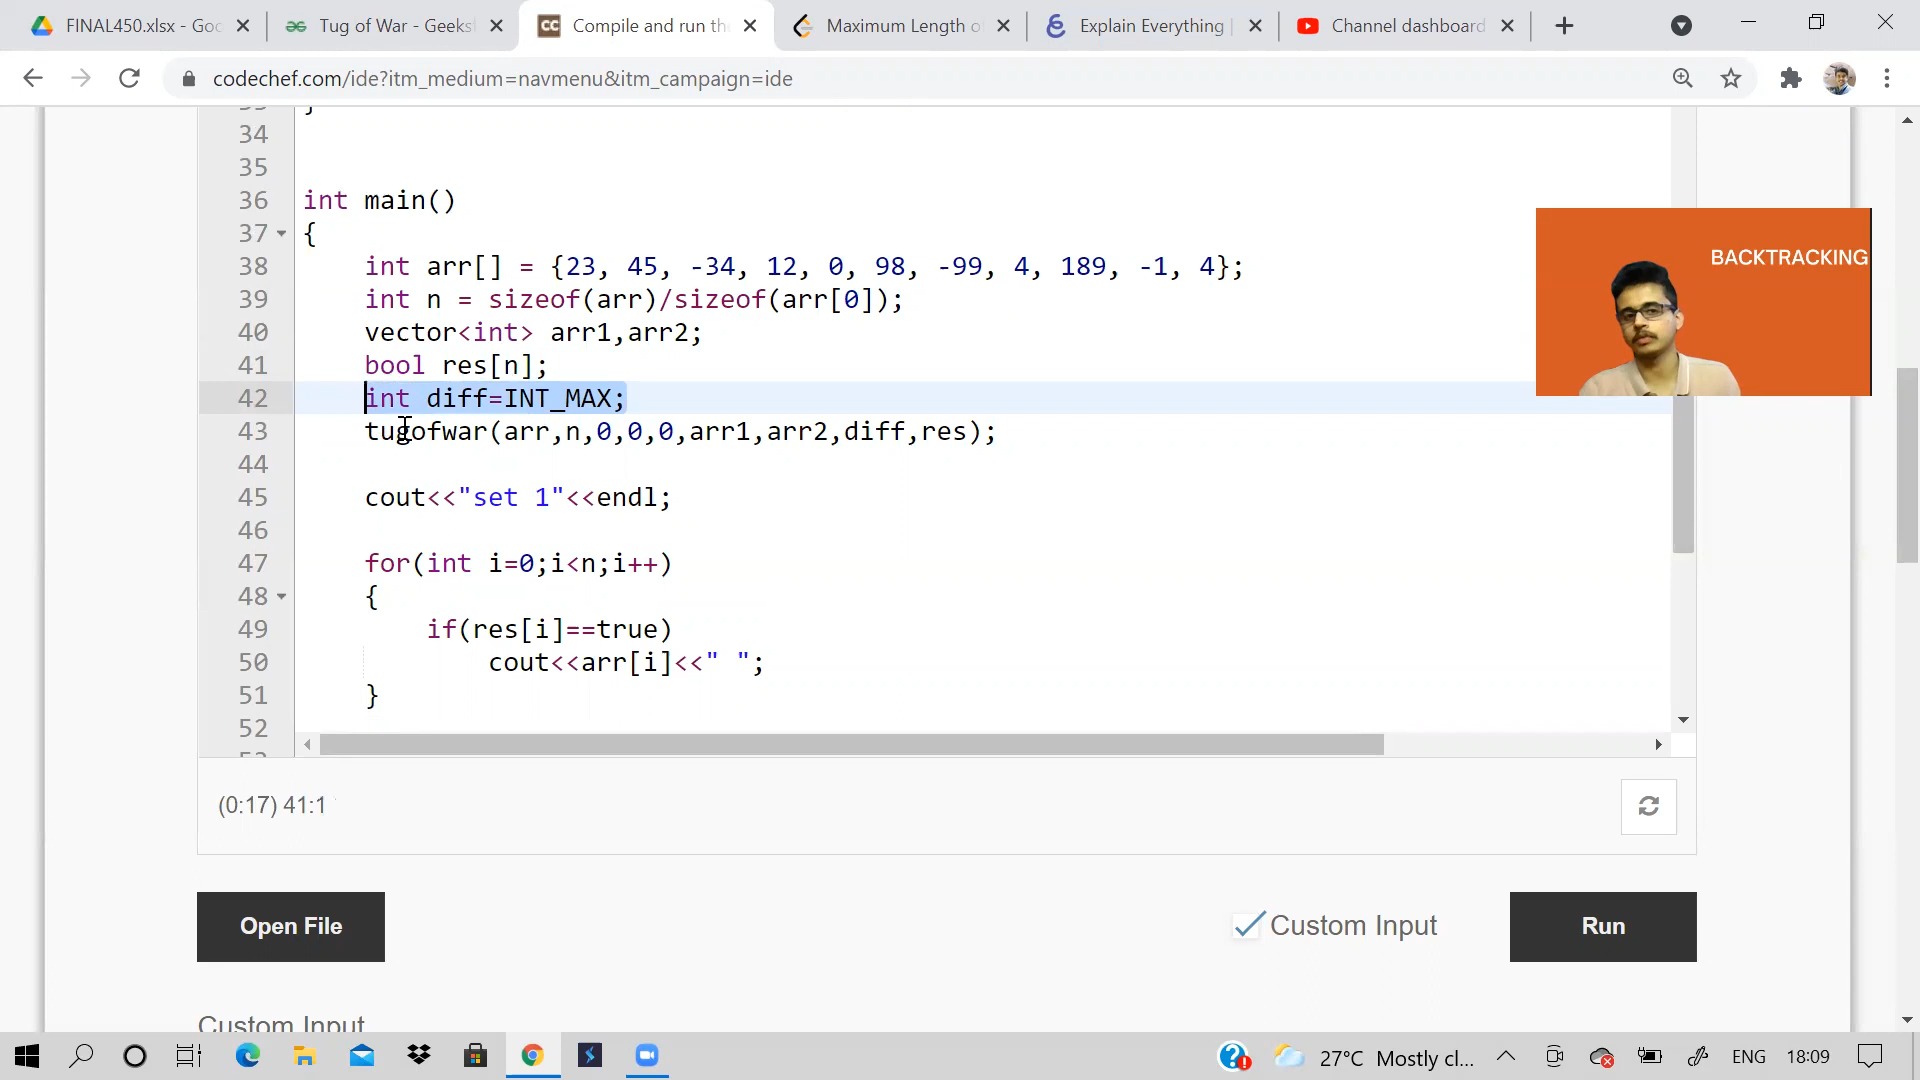 FINAL450.xlsx - Goo
Tug of War - Geeks
Compile and run th
Maximum Length o
Explain Everything |
Channel dashboard
codechef.com/ide?itm_medium=navmenu&itm_campaign=ide
34
35
36 int main()
37 {
38 int arr[] = {23, 45, -34, 12, 0, 98, -99, 4, 189, -1, 4};
39 int n = sizeof(arr)/sizeof(arr[0]);
40 vector<int> arr1,arr2;
41 bool res[n];
42 int diff=INT_MAX;
43 tugofwar(arr,n,0,0,0,arr1,arr2,diff,res);
44
45 cout<<"set 1"<<endl;
46
47 for(int i=0;i<n;i++)
48 {
49 if(res[i]==true)
50 cout<<arr[i]<<" ";
51 }
52
BACKTRACKING
(0:17) 41:1
Open File
Custom Input
Run
Custom Input
27°C Mostly cl...
ENG
18:09